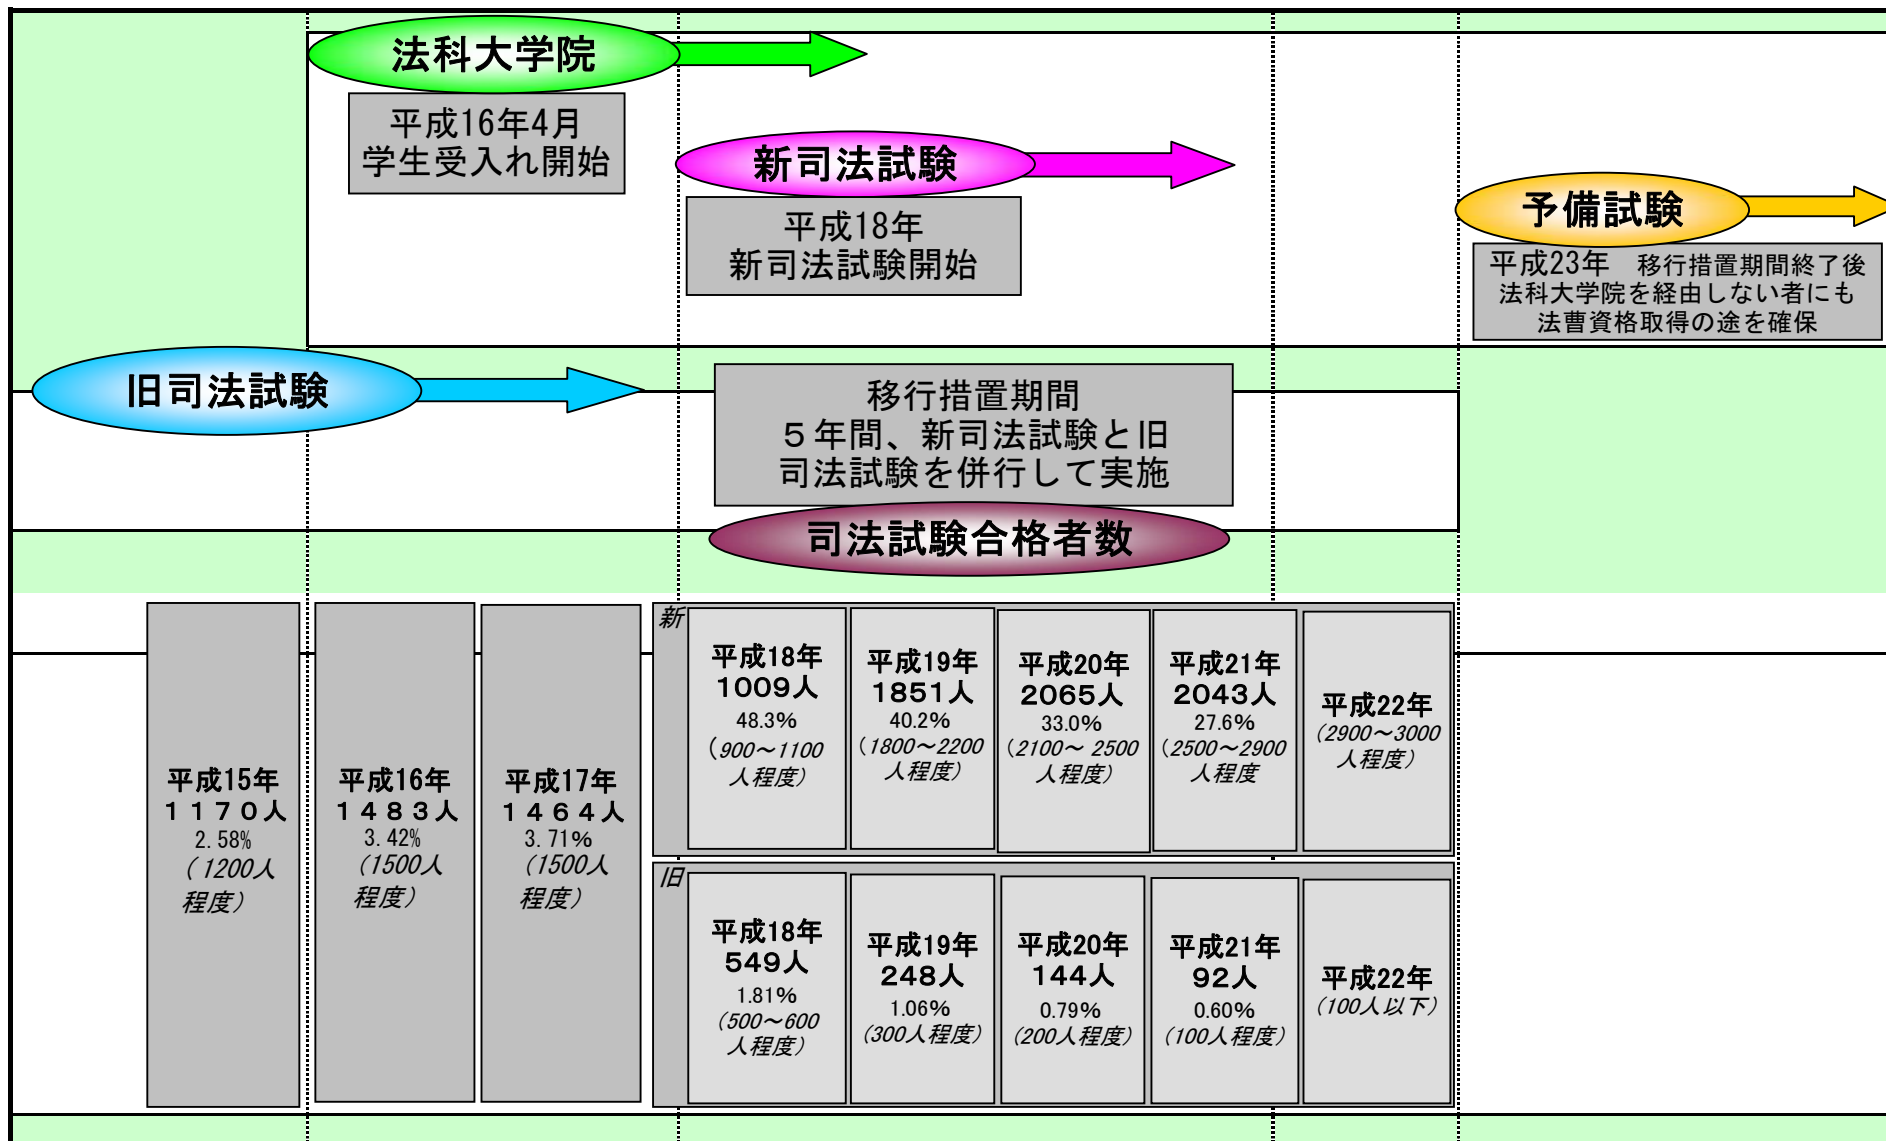 法科大学院
平成16年4月
学生受入れ開始
新司法試験
平成18年
新司法試験開始
予備試験
平成23年　移行措置期間終了後
法科大学院を経由しない者にも
法曹資格取得の途を確保
旧司法試験
移行措置期間
５年間、新司法試験と旧
司法試験を併行して実施
司法試験合格者数
平成15年
１１７０人
2.58%
（1200人
程度）
平成16年
１４８３人
3.42%
（1500人
程度）
平成17年
１４６４人
3.71%
（1500人
程度）
新
平成18年
1009人
48.3%
（900～1100
人程度）
平成19年
1851人
40.2%
（1800～2200
人程度）
平成20年
2065人
33.0%
（2100～ 2500
人程度）
平成21年
2043人
27.6%
（2500～2900
人程度
平成22年
（2900～3000
人程度）
旧
平成18年
549人
1.81%
（500～600
人程度）
平成19年
248人
1.06%
（300人程度）
平成20年
144人
0.79%
（200人程度）
平成21年
92人
0.60%
（100人程度）
平成22年
（100人以下）